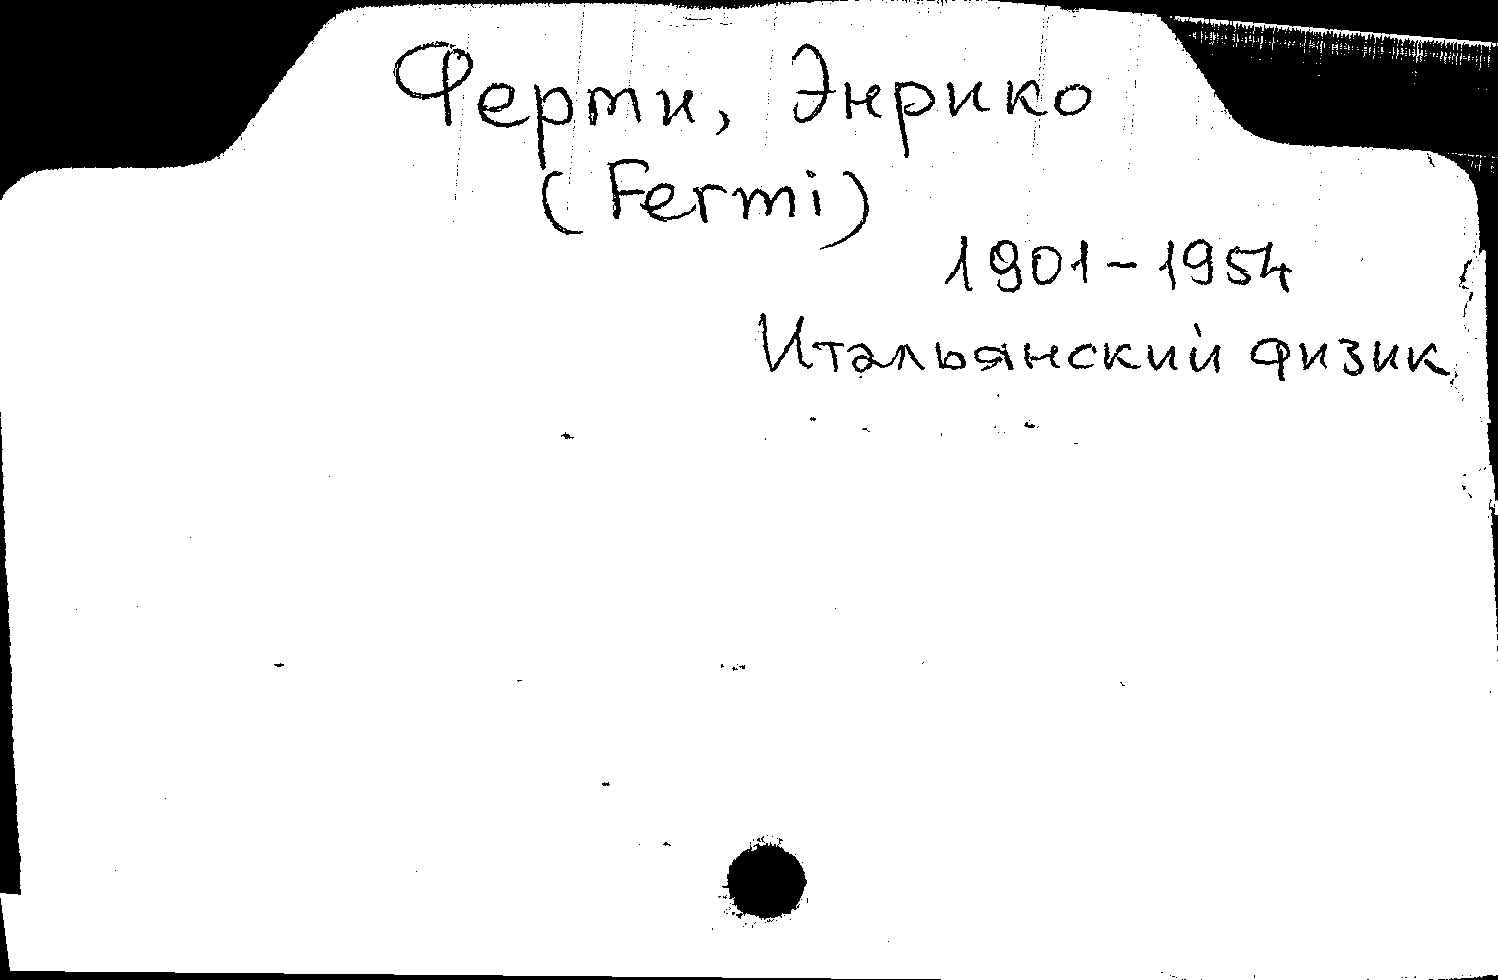 Ферми, Энрико
(Fermi)
1901-1954
Итальянский физик